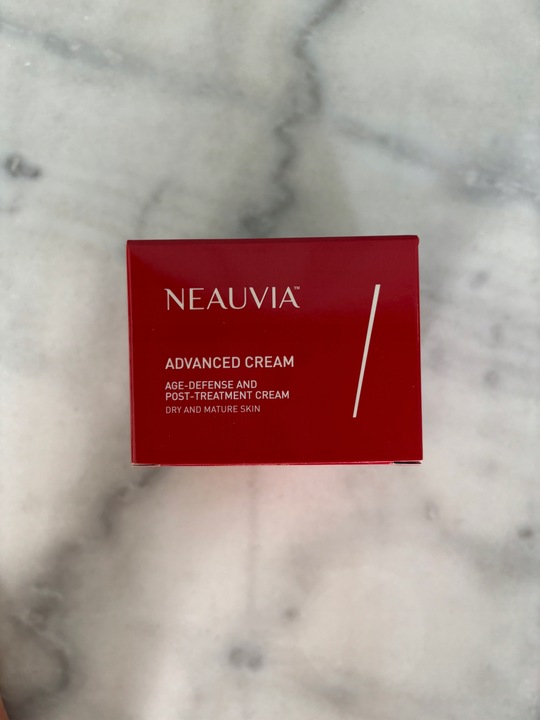 NEAUVIA™
ADVANCED CREAM
AGE-DEFENSE AND
POST-TREATMENT CREAM
DRY AND MATURE SKIN